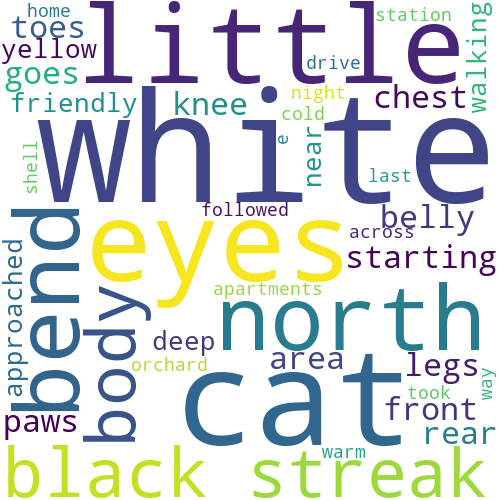 home
toes
little
station
walking
yellow
goes
drive
night
chest
friendly
knee
cold
white
e
near
shell
last
followed
belly
bend
eyes
across
starting
approached
body
apartments
north
deep
area
orchard
cat
legs
way
took
paws
front
rear
black streak
warm